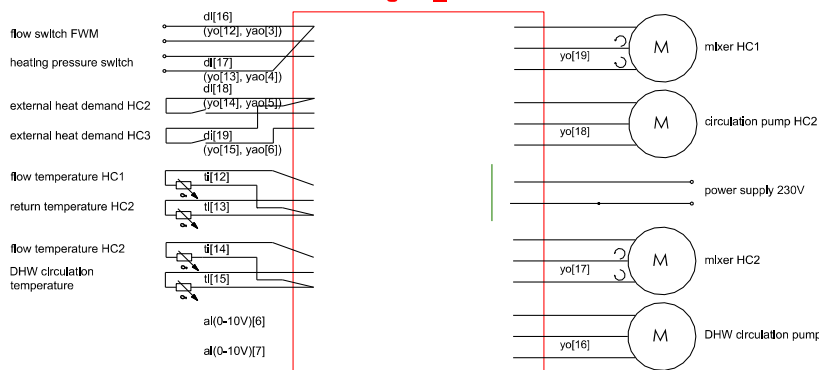 dI[16]
flow switch FWM
(yo[12], yao[3])
heating pressure switch
dI[17]
(yo[13], yao[4])
dI[18]
external heat demand HC2
(yo[14], yao[5])
external heat demand HC3
di[19]
(yo[15], yao[6])
flow temperature HC1
ti[12]
return temperature HC2
tI[13]
flow temperature HC2
ti[14]
DHW circulation
temperature
tI[15]
aI(0-10V)[6]
aI(0-10V)[7]
M
mixer HC1
yo[19]
M
circulation pump HC2
yo[18]
power supply 230V
M
mixer HC2
yo[17]
M
DHW circulation pump
yo[16]